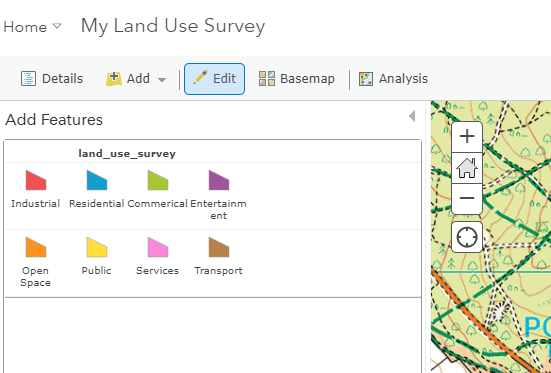 Home My Land Use Survey
Details Add Edit Basemap Analysis
Add Features
land_use_survey
Industrial Residential Commerical Entertainm
ent
Open Public Services Transport
Space
+
−
PO